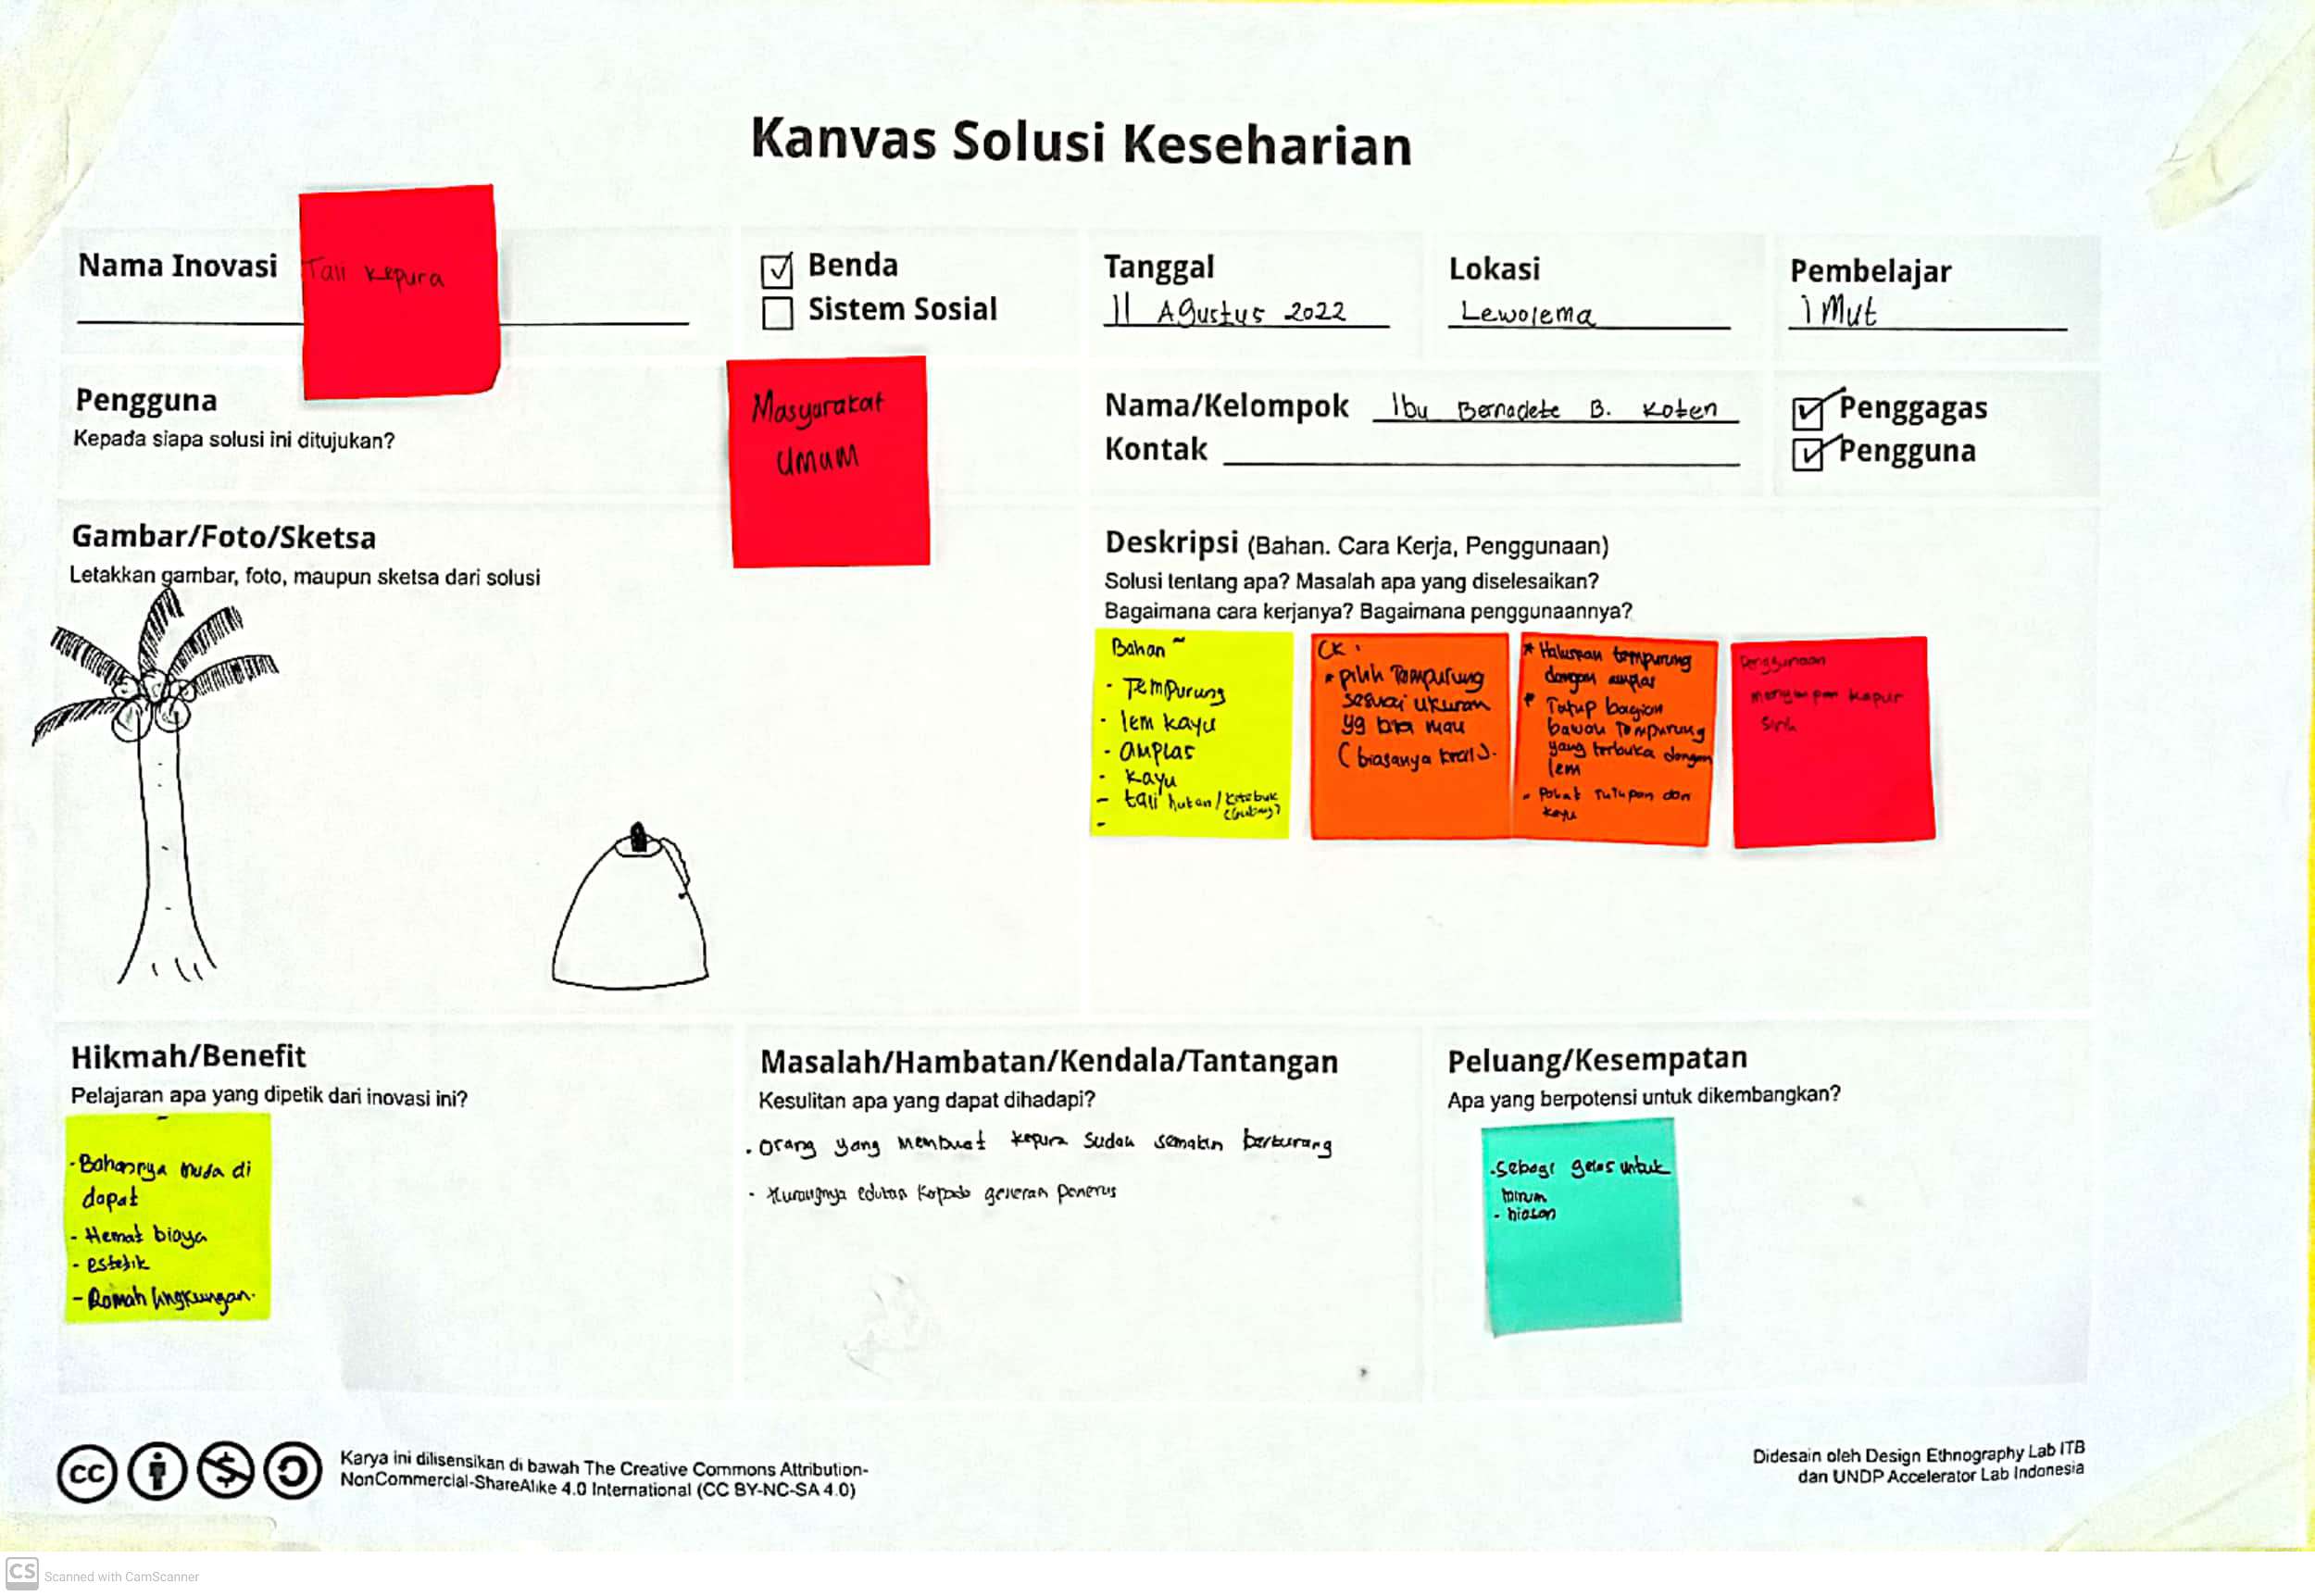 Kanvas Solusi Keseharian
Nama Inovasi
Tali kepura
Benda
Sistem Sosial
Tanggal
11 Agustus 2022
Lokasi
Lewolema
Pembelajar
iMut
Pengguna
Kepada siapa solusi ini ditujukan?
Masyarakat
Umum
Nama/Kelompok Ibu Bernadete B. Koten
Kontak
Penggagas
Pengguna
Gambar/Foto/Sketsa
Letakkan gambar, foto, maupun sketsa dari solusi
Deskripsi (Bahan. Cara Kerja, Penggunaan)
Solusi tentang apa? Masalah apa yang diselesaikan?
Bagaimana cara kerjanya? Bagaimana penggunaannya?
Bahan
- Tempurung
- lem kayu
- amplas
- kayu
- tali hutan/
-
CK :
* pilih Tempurung
sesuai ukuran
yg kita mau
(biasanya kecil).
* Haluskan tempurung
dengan amplas
* Tutup bagian
bawah Tempurung
yang terbuka dengan
lem
tutupan dari
kayu
Penggunaan
menyimpan kapur
sirih
Hikmah/Benefit
Pelajaran apa yang dipetik dari inovasi ini?
- Bahannya muda di
dapat
- Hemat biaya
- estetik
- Ramah lingkungan.
Masalah/Hambatan/Kendala/Tantangan
Kesulitan apa yang dapat dihadapi?
. orang yang membuat kepura sudah semakin berkurang
- kepada penerus
Peluang/Kesempatan
Apa yang berpotensi untuk dikembangkan?
. sebagi gelas untuk
minum
- hiasan
cc
Karya ini dilisensikan di bawah The Creative Commons Attribution-
NonCommercial-ShareAlike 4.0 International (CC BY-NC-SA 4.0)
Didesain oleh Design Ethnography Lab ITB
dan UNDP Accelerator Lab Indonesia
CS Scanned with CamScanner